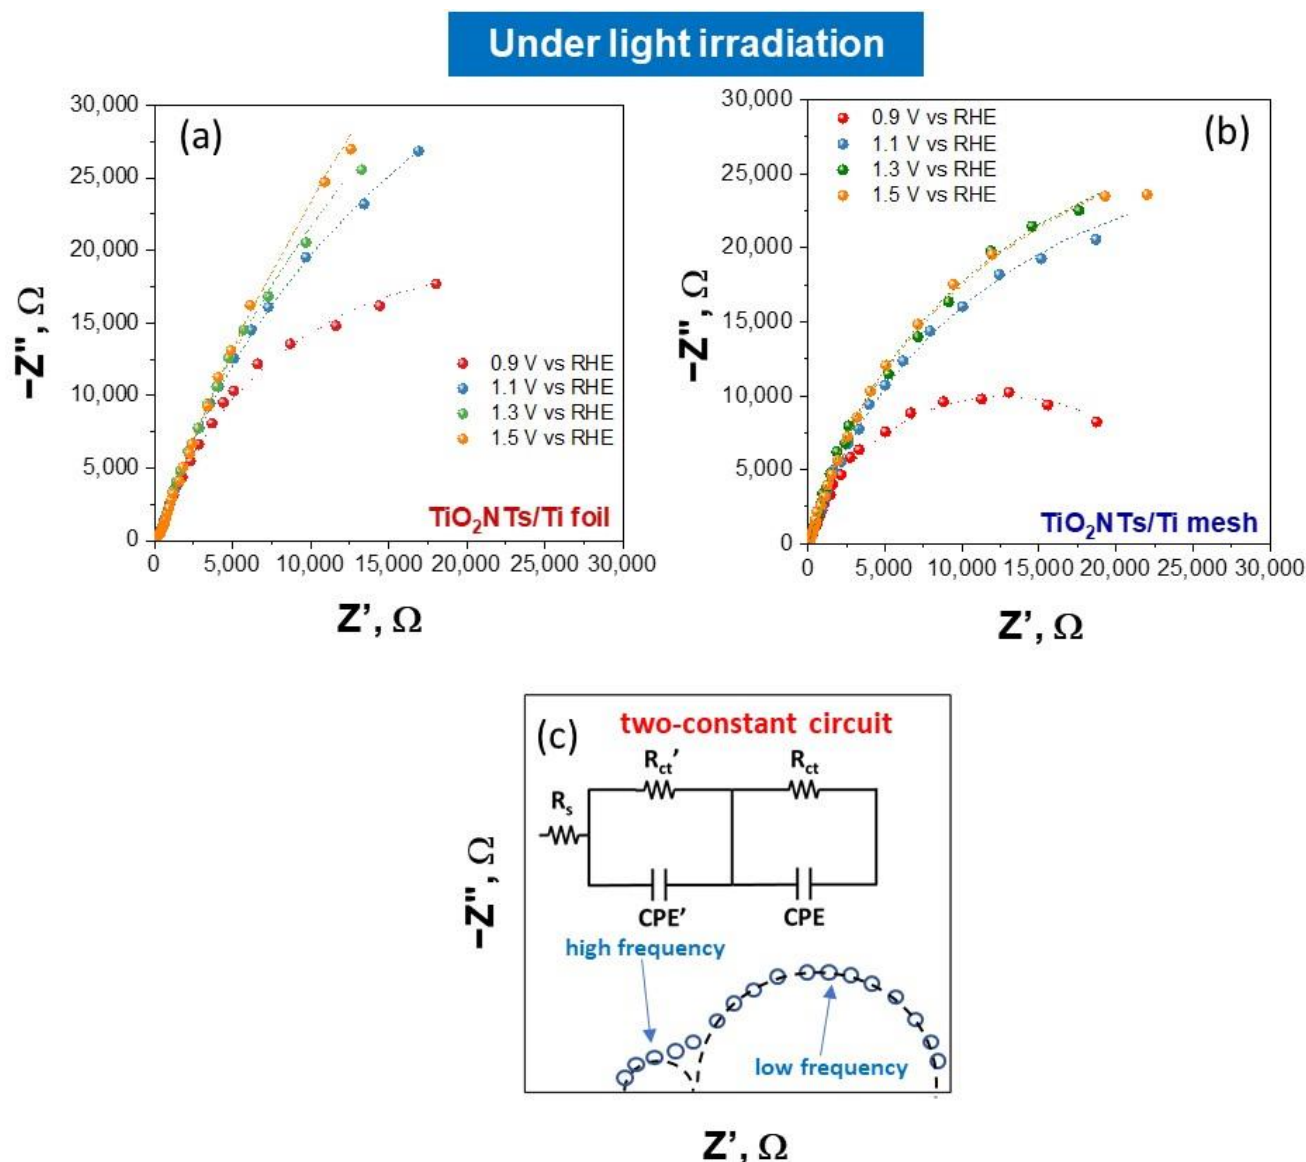 Under light irradiation
(a)
30,000
25,000
20,000
15,000
10,000
5,000
0
0 5,000 10,000 15,000 20,000 25,000 30,000
−Z", Ω
Z’, Ω
0.9 V vs RHE
1.1 V vs RHE
1.3 V vs RHE
1.5 V vs RHE
TiO₂NTs/Ti foil
(b)
30,000
25,000
20,000
15,000
10,000
5,000
0
0 5,000 10,000 15,000 20,000 25,000 30,000
−Z", Ω
Z’, Ω
0.9 V vs RHE
1.1 V vs RHE
1.3 V vs RHE
1.5 V vs RHE
TiO₂NTs/Ti mesh
(c)
two-constant circuit
Rct’ Rct
Rs
CPE’ CPE
high frequency
low frequency
−Z", Ω
Z’, Ω